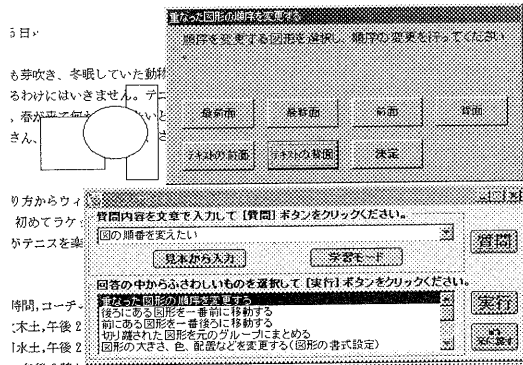 重なった図形の順序を変更する
順序を変更する図形を選択し、順序の変更を行ってください
。
最前面
最背面
前面
背面
テキストの前面
テキストの背面
決定
6日
も芽吹き、冬眠していた動物
るわけにはいきません。テニ
、春が来て何
さん、
り方からウィ
初めてラケ
がテニスを楽
時間,コーチ
木土,午後2
水土,午後2
質問内容を文章で入力して [質問] ボタンをクリックください。
図の順番を変えたい
質問
見本から入力
学習モード
回答の中からふさわしいものを選択して [実行] ボタンをクリックください。
重なった図形の順序を変更する
後ろにある図形を一番前に移動する
前にある図形を一番後ろに移動する
切り離された図形を元のグループにまとめる
図形の大きさ、色、配置などを変更する(図形の書式設定)
実行
元に戻す